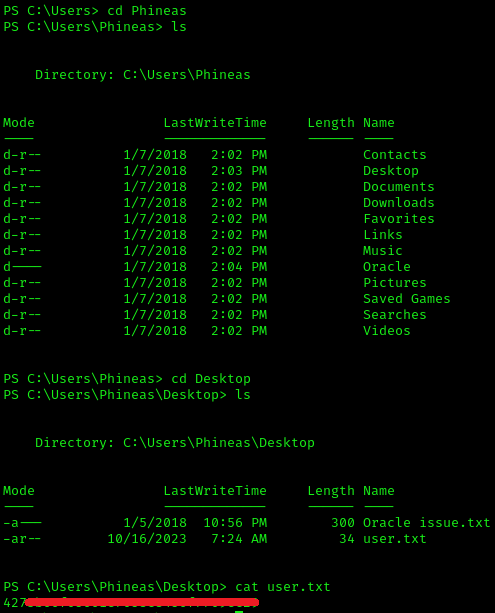 PS C:\Users> cd Phineas
PS C:\Users\Phineas> ls
Directory: C:\Users\Phineas
Mode LastWriteTime Length Name
---- ------------- ------ ----
d-r-- 1/7/2018 2:02 PM Contacts
d-r-- 1/7/2018 2:03 PM Desktop
d-r-- 1/7/2018 2:02 PM Documents
d-r-- 1/7/2018 2:02 PM Downloads
d-r-- 1/7/2018 2:02 PM Favorites
d-r-- 1/7/2018 2:02 PM Links
d-r-- 1/7/2018 2:02 PM Music
d---- 1/7/2018 2:04 PM Oracle
d-r-- 1/7/2018 2:02 PM Pictures
d-r-- 1/7/2018 2:02 PM Saved Games
d-r-- 1/7/2018 2:02 PM Searches
d-r-- 1/7/2018 2:02 PM Videos
PS C:\Users\Phineas> cd Desktop
PS C:\Users\Phineas\Desktop> ls
Directory: C:\Users\Phineas\Desktop
Mode LastWriteTime Length Name
---- ------------- ------ ----
-a--- 1/5/2018 10:56 PM 300 Oracle issue.txt
-ar-- 10/16/2023 7:24 AM 34 user.txt
PS C:\Users\Phineas\Desktop> cat user.txt